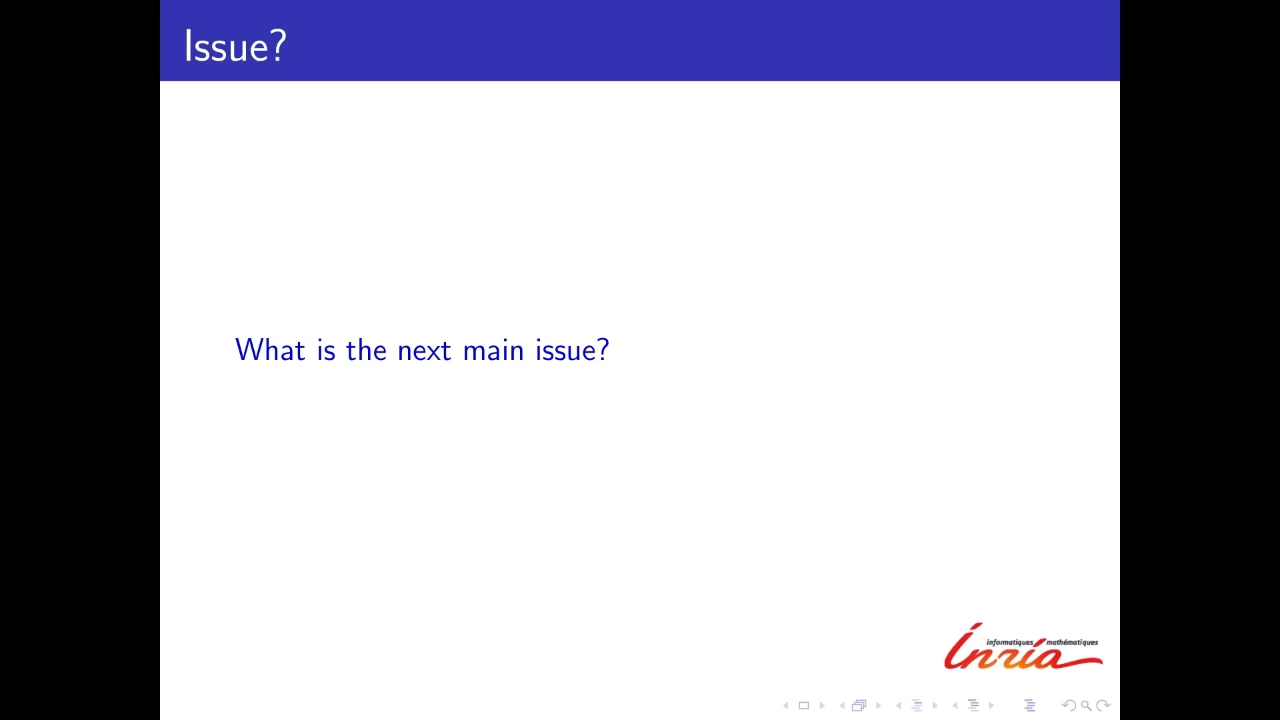 Issue?
What is the next main issue?
informatiques mathématiques
Inria